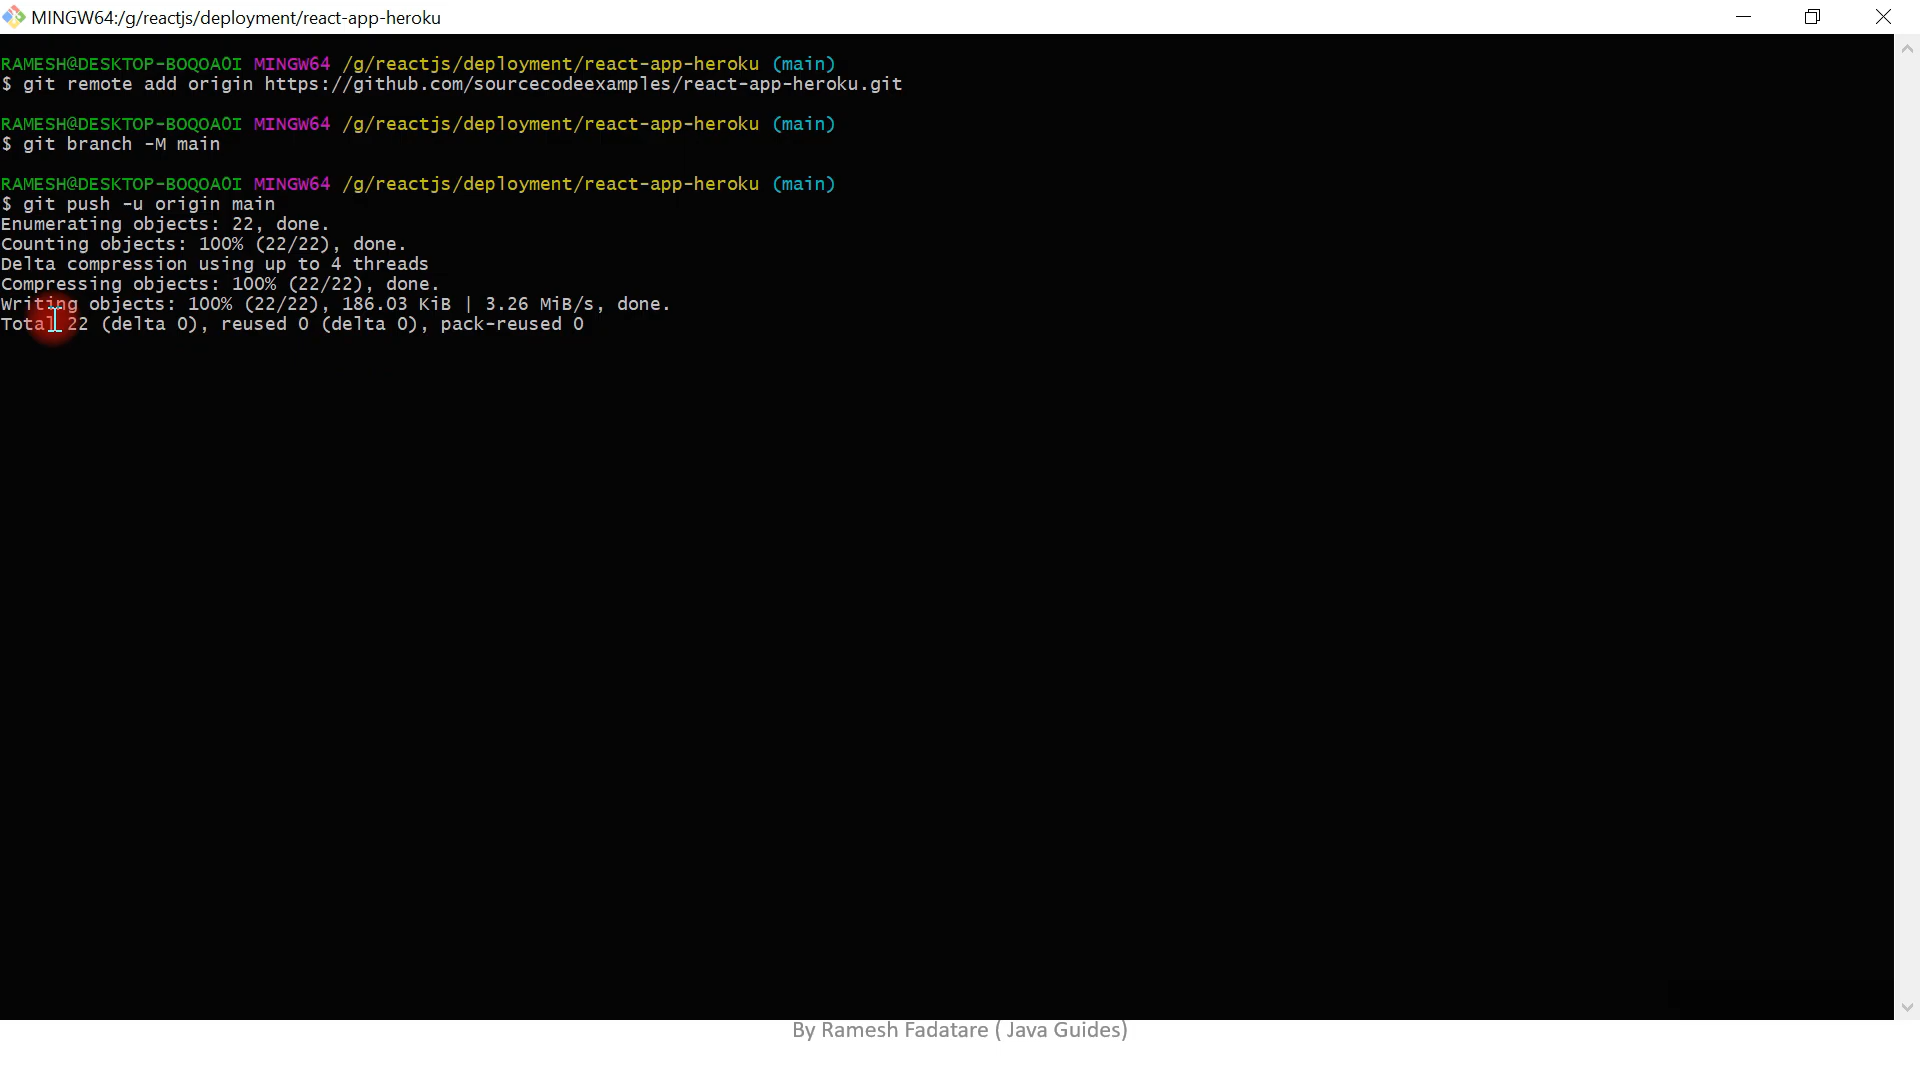 MINGW64:/g/reactjs/deployment/react-app-heroku
RAMESH@DESKTOP-BOQOAOI MINGW64 /g/reactjs/deployment/react-app-heroku (main)
$ git remote add origin https://github.com/sourcecodeexamples/react-app-heroku.git
RAMESH@DESKTOP-BOQOAOI MINGW64 /g/reactjs/deployment/react-app-heroku (main)
$ git branch -M main
RAMESH@DESKTOP-BOQOAOI MINGW64 /g/reactjs/deployment/react-app-heroku (main)
$ git push -u origin main
Enumerating objects: 22, done.
Counting objects: 100% (22/22), done.
Delta compression using up to 4 threads
Compressing objects: 100% (22/22), done.
Writing objects: 100% (22/22), 186.03 KiB | 3.26 MiB/s, done.
Total 22 (delta 0), reused 0 (delta 0), pack-reused 0
By Ramesh Fadatare ( Java Guides)